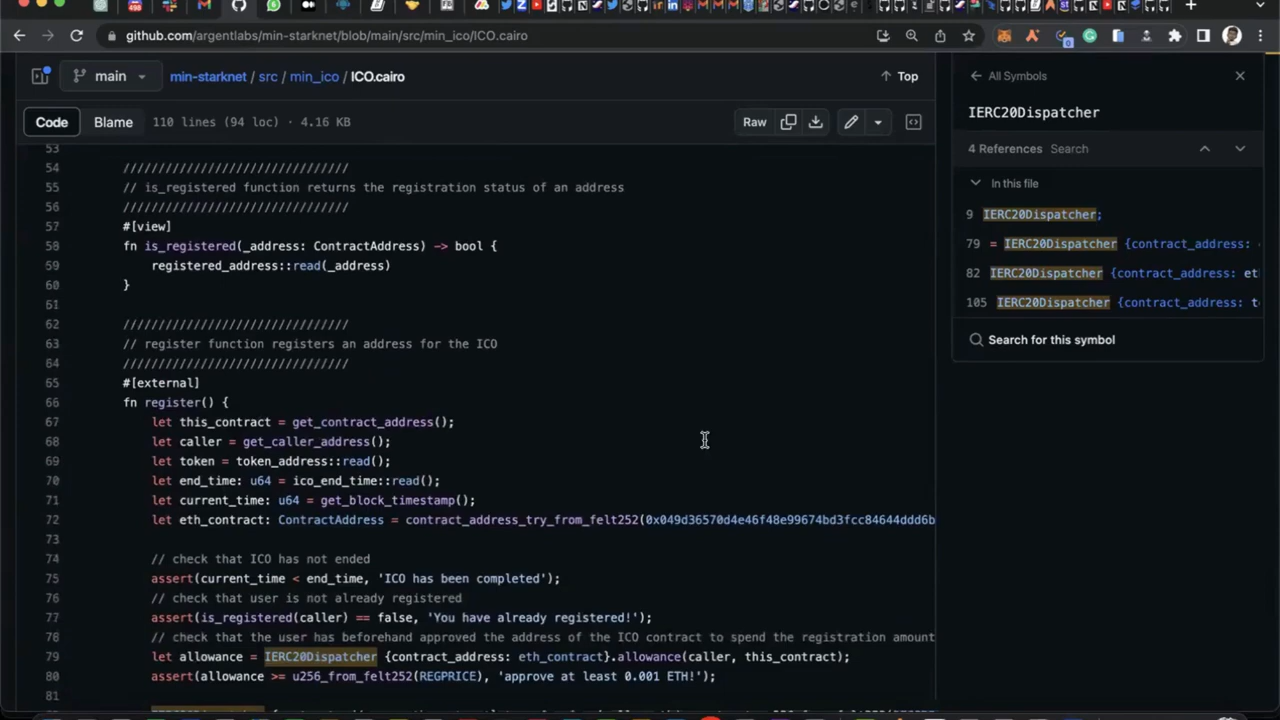 github.com/argentlabs/min-starknet/blob/main/src/min_ico/ICO.cairo
main
min-starknet / src / min_ico / ICO.cairo
Top
Code Blame 110 lines (94 loc) · 4.16 KB Raw
53
54 ////////////////////////////////
55 // is_registered function returns the registration status of an address
56 ////////////////////////////////
57 #[view]
58 fn is_registered(_address: ContractAddress) -> bool {
59 registered_address::read(_address)
60 }
61
62 ////////////////////////////////
63 // register function registers an address for the ICO
64 ////////////////////////////////
65 #[external]
66 fn register() {
67 let this_contract = get_contract_address();
68 let caller = get_caller_address();
69 let token = token_address::read();
70 let end_time: u64 = ico_end_time::read();
71 let current_time: u64 = get_block_timestamp();
72 let eth_contract: ContractAddress = contract_address_try_from_felt252(0x049d36570d4e46f48e99674bd3fcc84644ddd6b
73
74 // check that ICO has not ended
75 assert(current_time < end_time, 'ICO has been completed');
76 // check that user is not already registered
77 assert(is_registered(caller) == false, 'You have already registered!');
78 // check that the user has beforehand approved the address of the ICO contract to spend the registration amount
79 let allowance = IERC20Dispatcher {contract_address: eth_contract}.allowance(caller, this_contract);
80 assert(allowance >= u256_from_felt252(REGPRICE), 'approve at least 0.001 ETH!');
81
All Symbols
IERC20Dispatcher
4 References Search
In this file
9 IERC20Dispatcher;
79 = IERC20Dispatcher {contract_address:
82 IERC20Dispatcher {contract_address: et
105 IERC20Dispatcher {contract_address: t
Search for this symbol